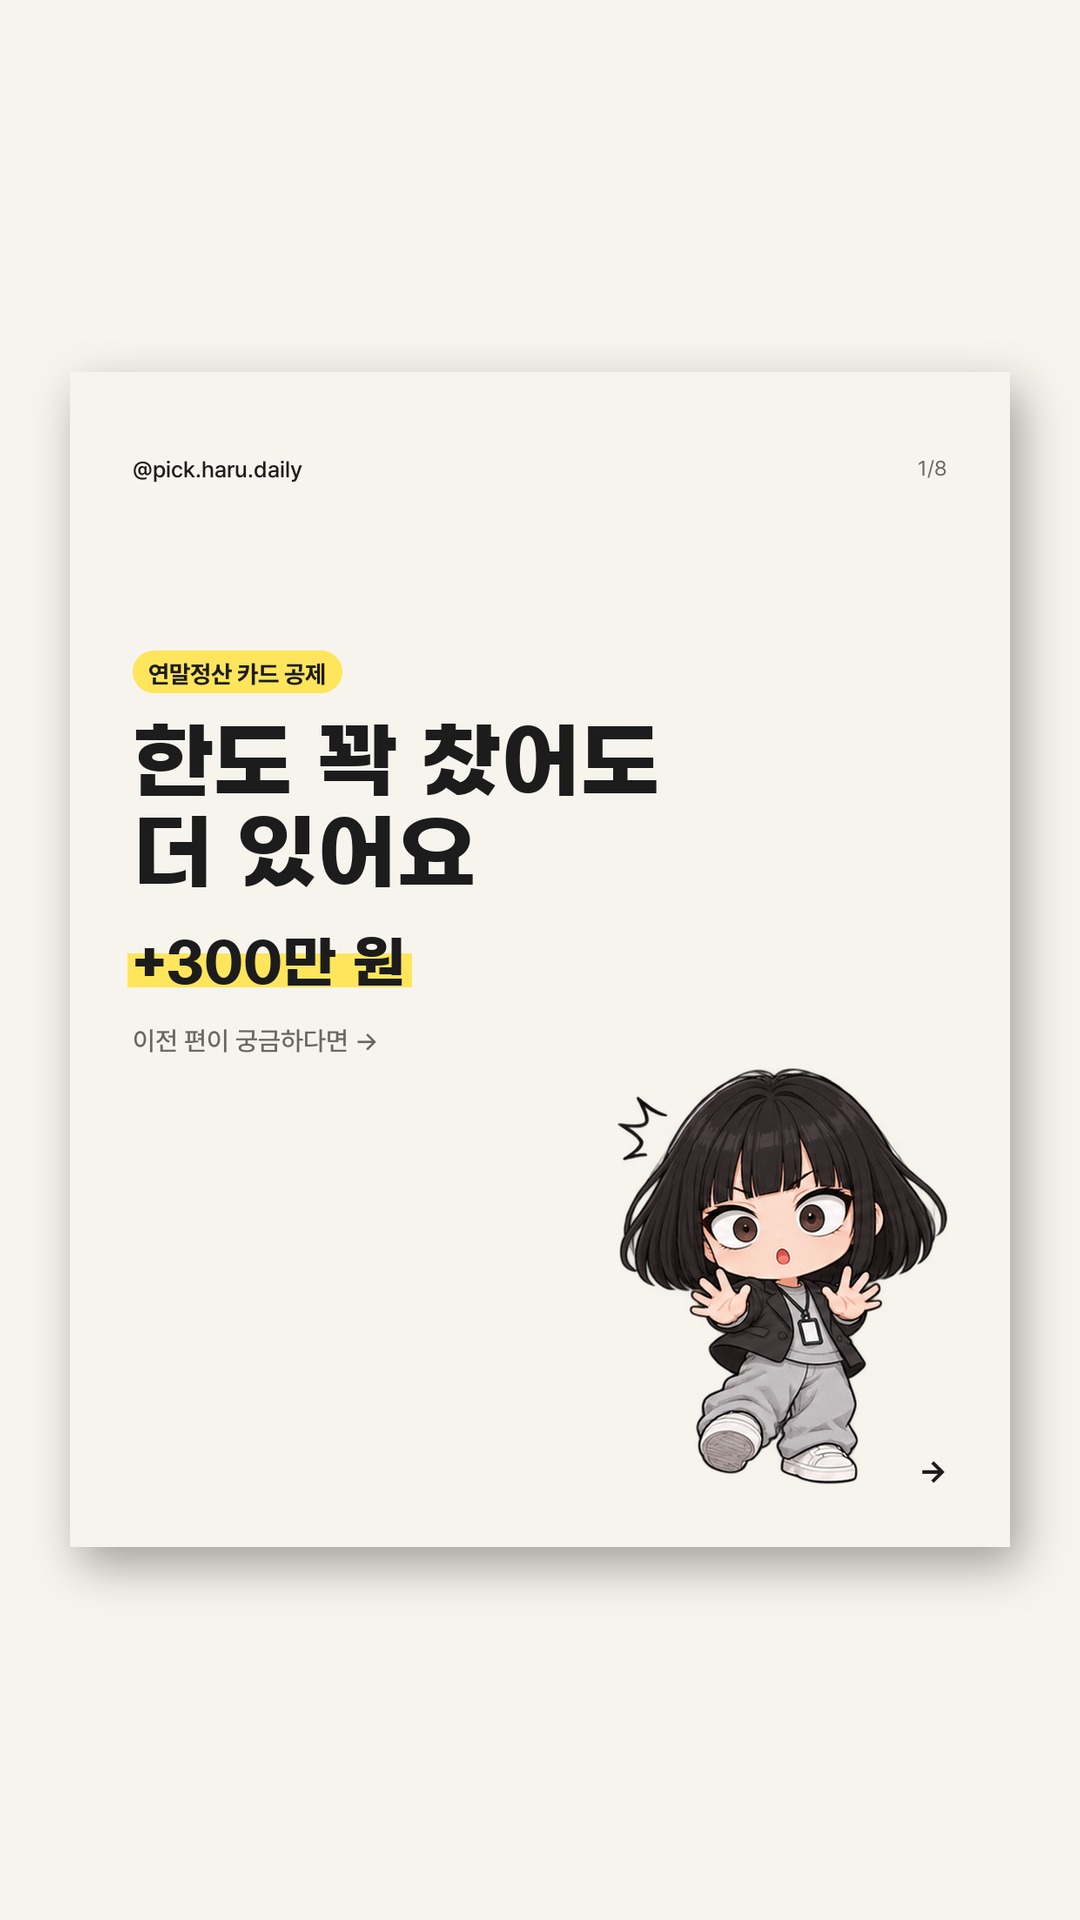 @pick.haru.daily
1/8
연말정산 카드 공제
한도 꽉 찼어도
더 있어요
+300만 원
이전 편이 궁금하다면 →
→